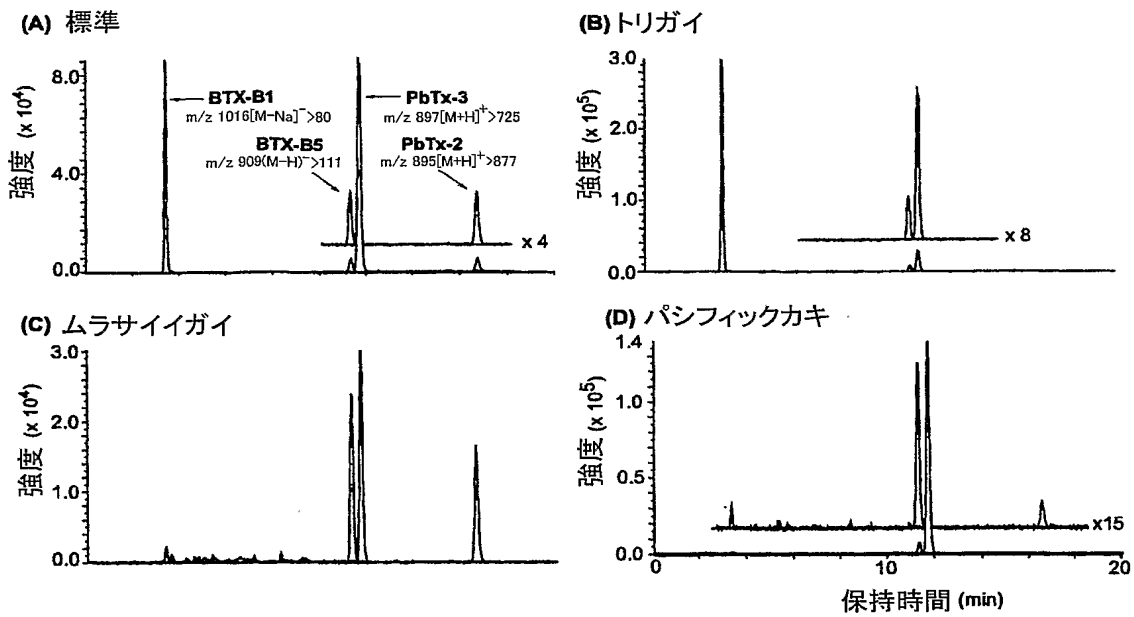 (A) 標準
強度 (x 10⁴)
8.0
4.0
0.0
BTX-B1
m/z 1016[M-Na]⁻>80
PbTx-3
m/z 897[M+H]⁺>725
BTX-B5
m/z 909(M-H)⁻>111
PbTx-2
m/z 895[M+H]⁺>877
x 4
(B) トリガイ
強度 (x 10⁵)
3.0
2.0
1.0
0.0
x 8
(C) ムラサイイガイ
強度 (x 10⁴)
3.0
2.0
1.0
0.0
(D) パシフィックカキ
強度 (x 10⁵)
1.4
1.0
0.5
0.0
x15
0 10 20
保持時間 (min)